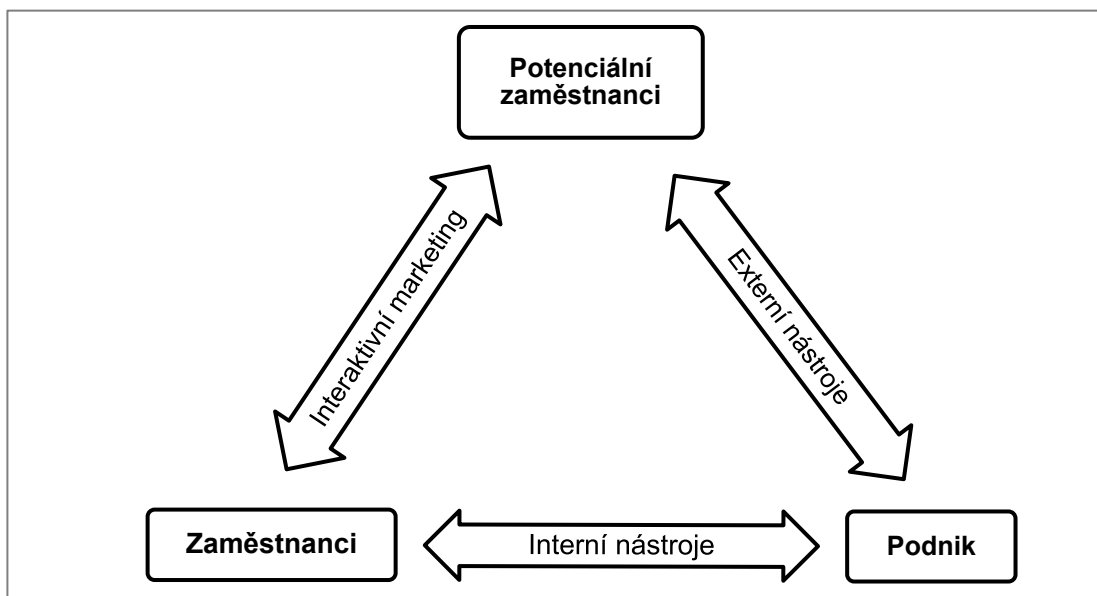 Potenciální
zaměstnanci
Interaktivní marketing
Externí nástroje
Zaměstnanci
Interní nástroje
Podnik